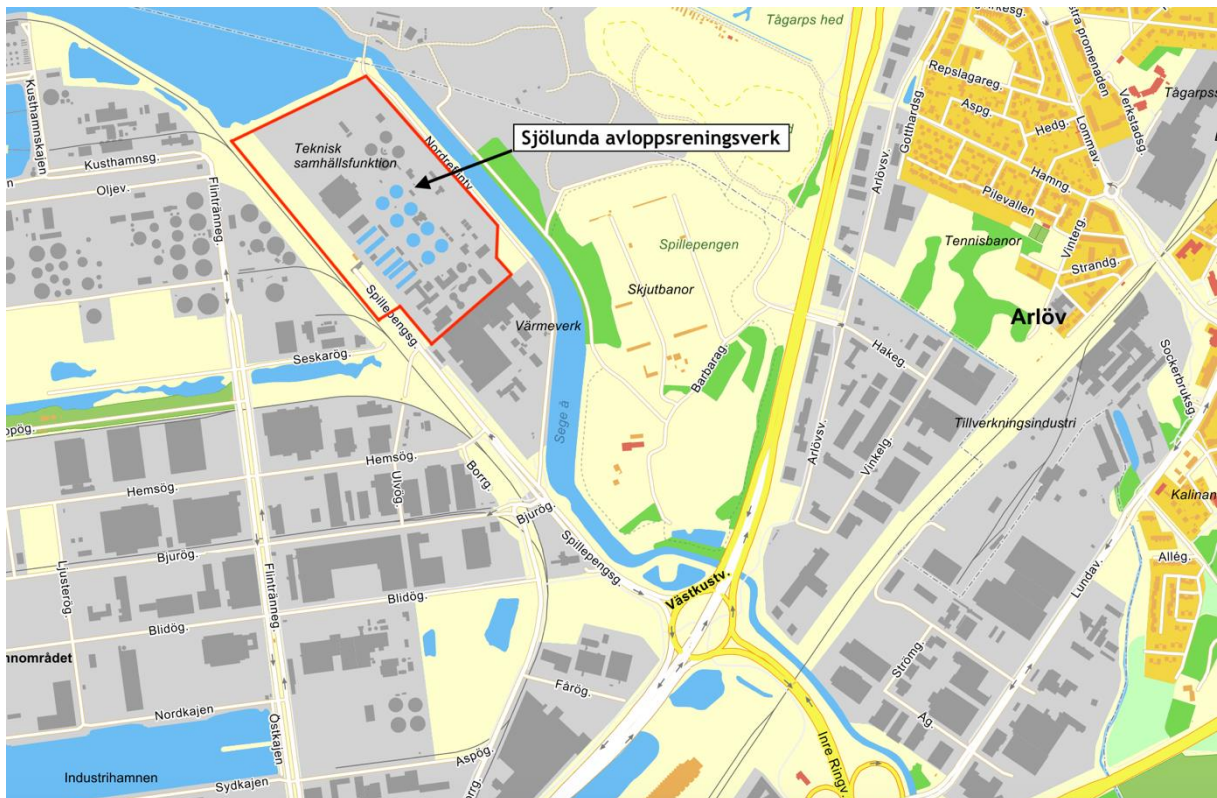 Tågarps hed
Repslagareg.
Aspg.
Hedg.
Gotthardsg.
Hamng.
Pilevallen
Lommav.
Verkstadsg.
Vinterg.
Strandg.
Tennisbanor
Arlöv
Kusthamnskajen
Kusthamnsg.
Oljev.
Flintränneg.
Teknisk
samhällsfunktion
Sjölunda avloppsreningsverk
Arlövsv.
Spillepengen
Skjutbanor
Värmeverk
Spillepengsg.
Seskarög.
Sege å
Barbarag.
Hakeg.
Arlövsv.
Vinkelg.
Tillverkningsindustri
Sockerbruksg.
Hemsög.
Hemsög.
Ulvög.
Borrg.
Bjurög.
Bjurög.
Spillepengsg.
Ljusterög.
Flintränneg.
Blidög.
Blidög.
Västkustv.
Lundav.
Allég.
Strömg.
Åg.
Fårög.
Inre Ringv.
Nordkajen
Östkajen
Aspög.
Industrihamnen
Sydkajen